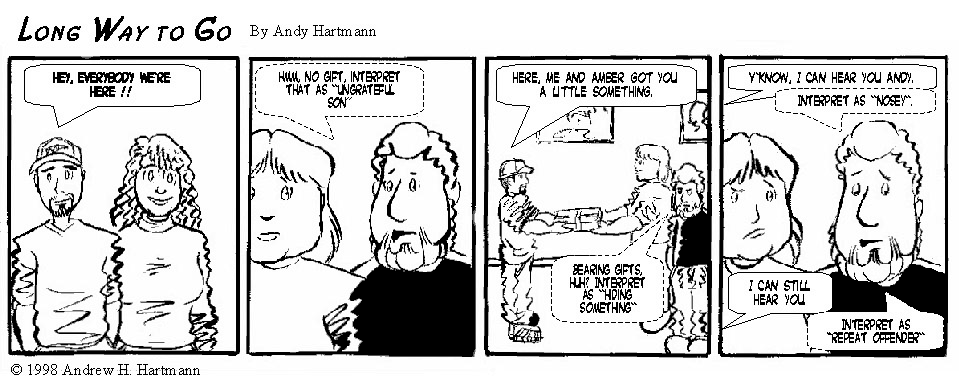 LONG WAY TO GO By Andy Hartmann
HEY, EVERYBODY WE'RE
HERE !!
HMM, NO GIFT, INTERPRET
THAT AS "UNGRATEFUL
SON"
HERE, ME AND AMBER GOT YOU
A LITTLE SOMETHING.
BEARING GIFTS,
HUH? INTERPRET
AS "HIDING
SOMETHING"
Y'KNOW, I CAN HEAR YOU ANDY.
INTERPRET AS "NOSEY".
I CAN STILL
HEAR YOU
INTERPRET AS
"REPEAT OFFENDER"
© 1998 Andrew H. Hartmann